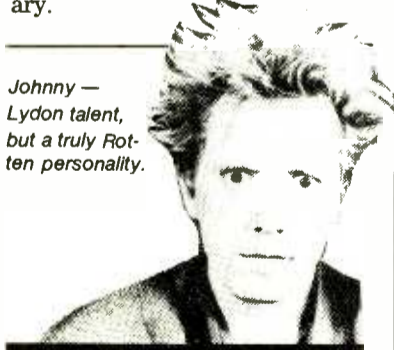 ary.
Johnny —
Lydon talent,
but a truly Rot-
ten personality.